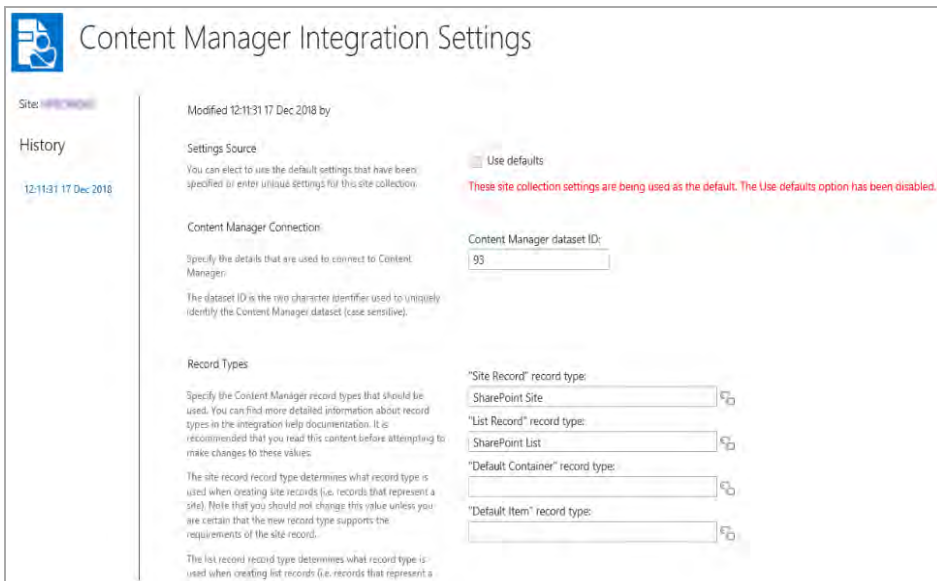 Content Manager Integration Settings
Site:
History
12:11:31 17 Dec 2018
Modified 12:11:31 17 Dec 2018 by
Settings Source
You can elect to use the default settings that have been
specified or enter unique settings for this site collection.
Use defaults
These site collection settings are being used as the default. The Use defaults option has been disabled.
Content Manager Connection
Specify the details that are used to connect to Content
Manager.
The dataset ID is the two character identifier used to uniquely
identify the Content Manager dataset (case sensitive).
Content Manager dataset ID:
93
Record Types
Specify the Content Manager record types that should be
used. You can find more detailed information about record
types in the integration help documentation. It is
recommended that you read this content before attempting to
make changes to these values.
The site record record type determines what record type is
used when creating site records (i.e. records that represent a
site). Note that you should not change this value unless you
are certain that the new record type supports the
requirements of the site record.
The list record record type determines what record type is
used when creating list records (i.e. records that represent a
"Site Record" record type:
SharePoint Site
"List Record" record type:
SharePoint List
"Default Container" record type:
"Default Item" record type: